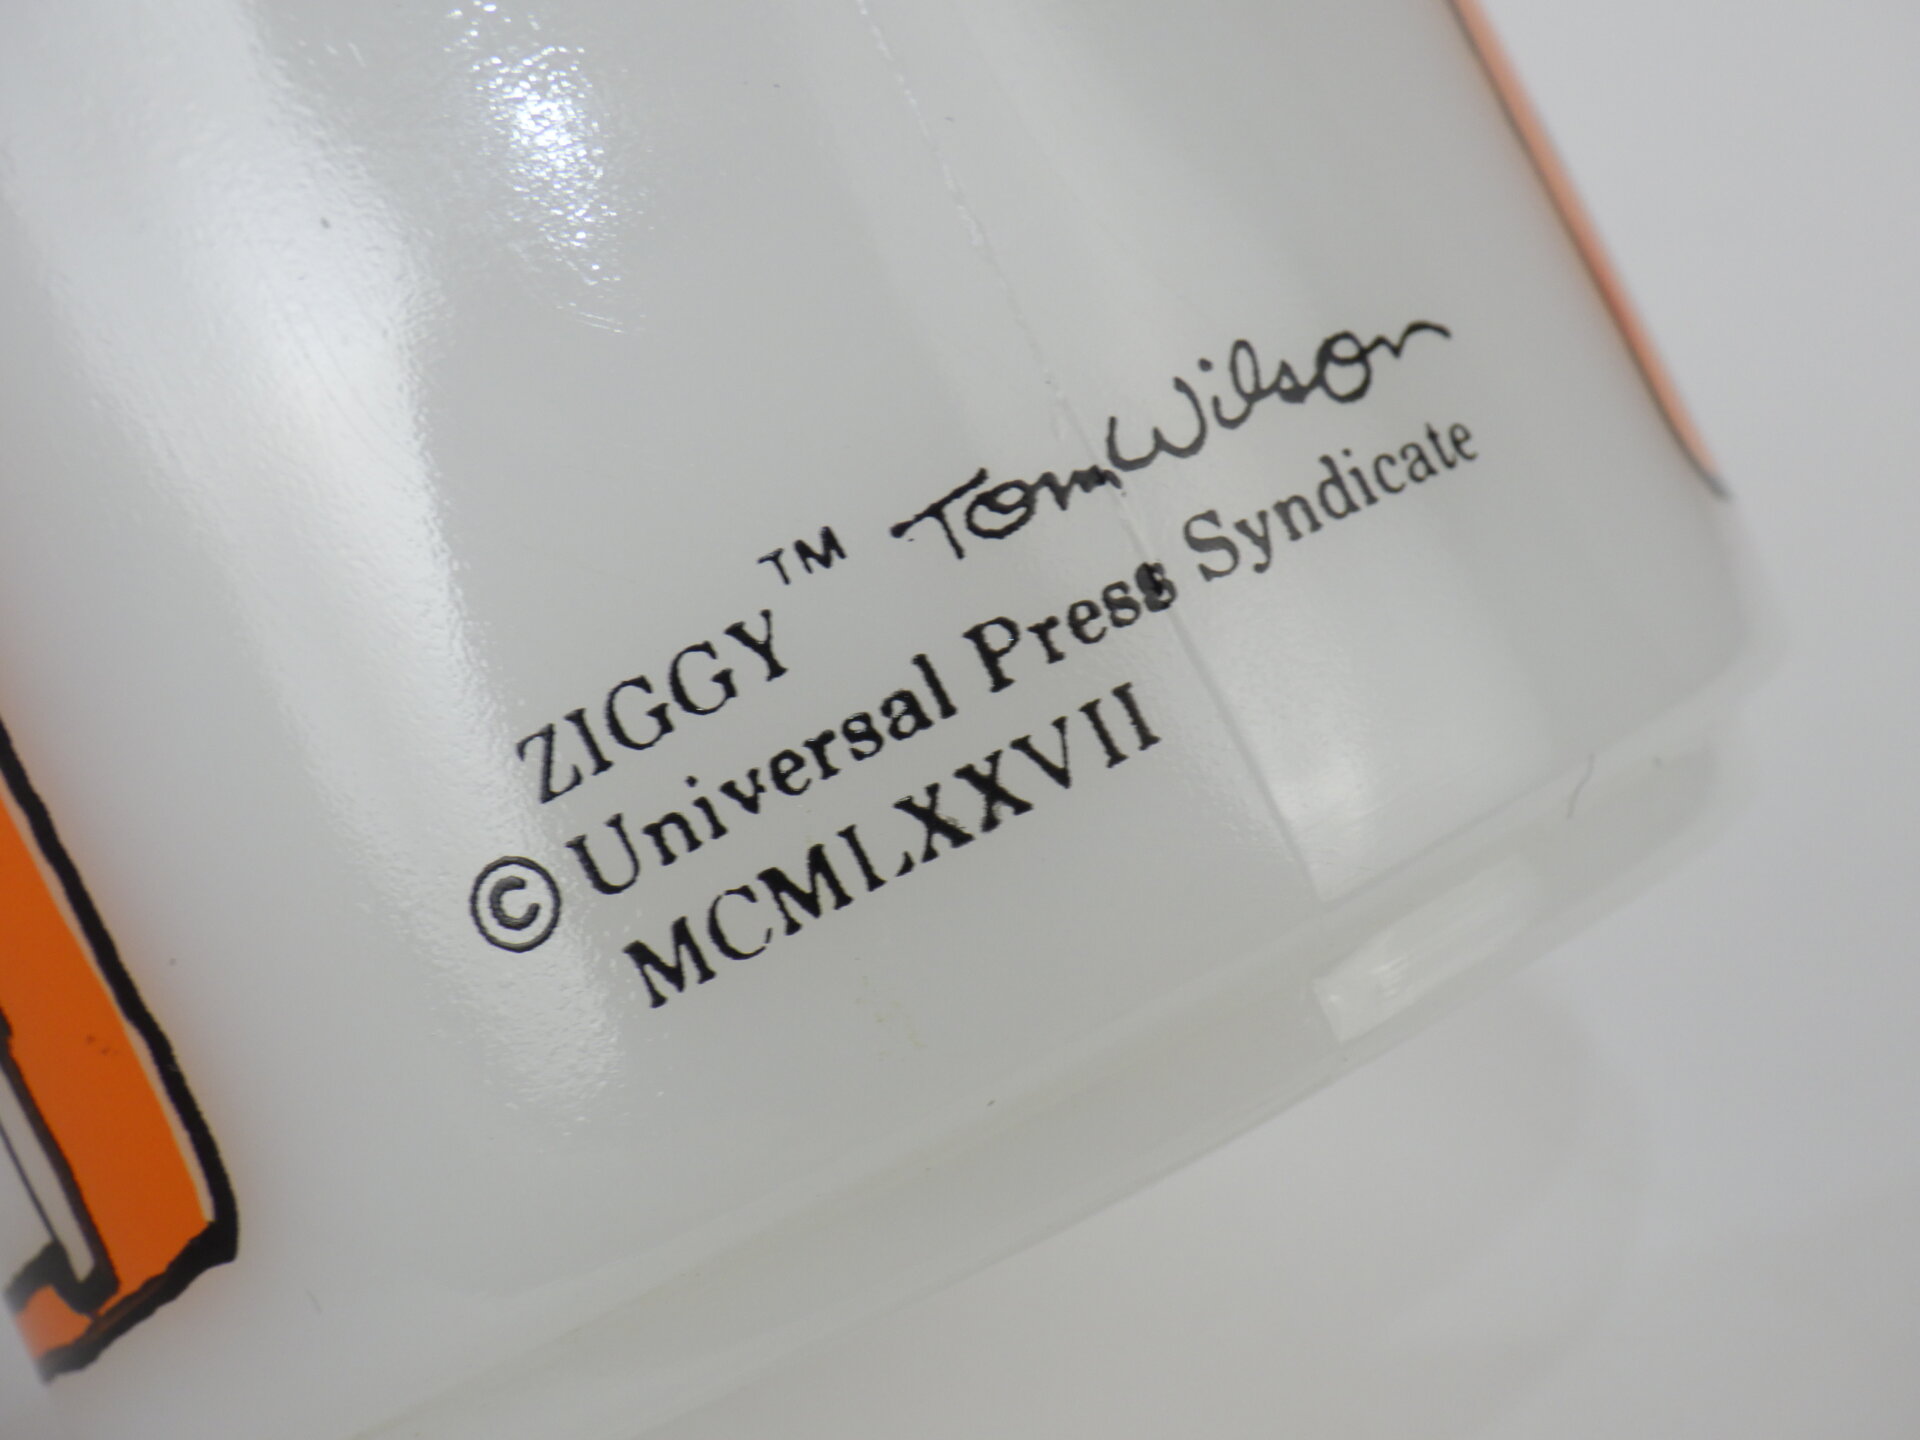 ZIGGY™ Tom Wilson
© Universal Press Syndicate
MCMLXXVII